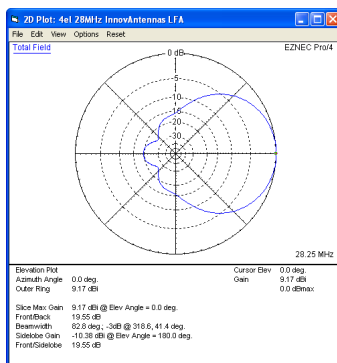 2D Plot: 4el 28MHz InnovAntennas LFA
File Edit View Options Reset
Total Field
EZNEC Pro/4
0 dB
-5
-10
-15
-20
-30
28.25 MHz
Elevation Plot
Azimuth Angle 0.0 deg.
Outer Ring 9.17 dBi
Cursor Elev 0.0 deg.
Gain 9.17 dBi
0.0 dBmax
Slice Max Gain 9.17 dBi @ Elev Angle = 0.0 deg.
Front/Back 19.55 dB
Beamwidth 82.8 deg.; -3dB @ 318.6, 41.4 deg.
Sidelobe Gain -10.38 dBi @ Elev Angle = 180.0 deg.
Front/Sidelobe 19.55 dB